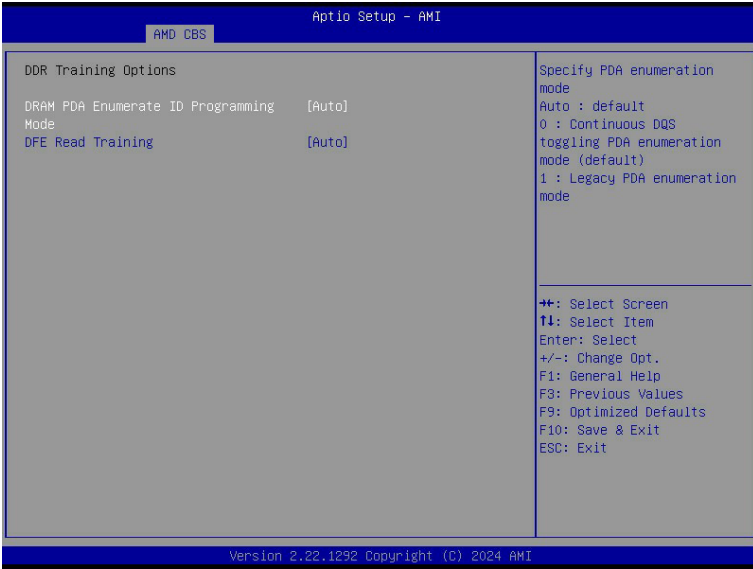 Aptio Setup – AMI
AMD CBS
DDR Training Options
DRAM PDA Enumerate ID Programming Mode [Auto]
DFE Read Training [Auto]
Specify PDA enumeration
mode
Auto : default
0 : Continuous DQS
toggling PDA enumeration
mode (default)
1 : Legacy PDA enumeration
mode
→←: Select Screen
↑↓: Select Item
Enter: Select
+/-: Change Opt.
F1: General Help
F3: Previous Values
F9: Optimized Defaults
F10: Save & Exit
ESC: Exit
Version 2.22.1292 Copyright (C) 2024 AMI